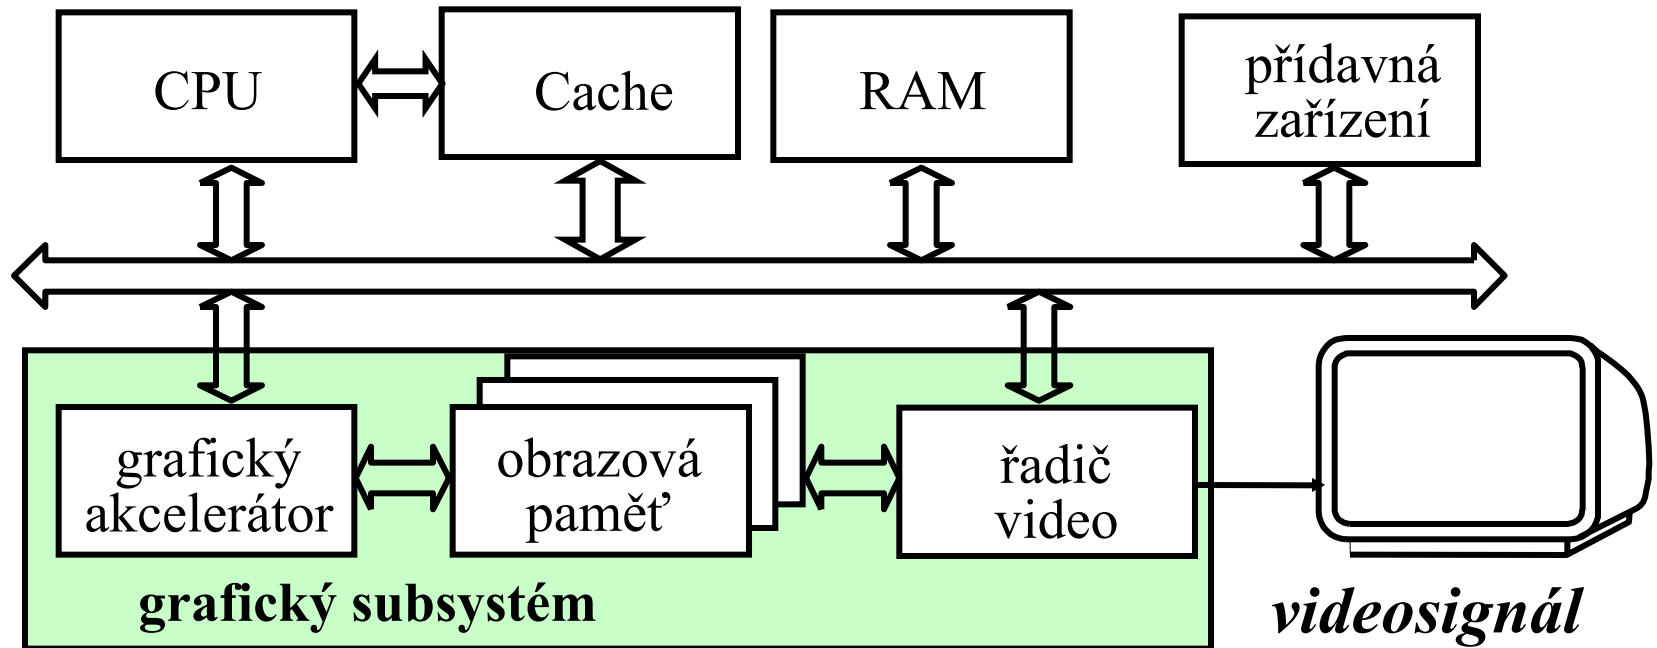 CPU
Cache
RAM
přídavná
zařízení
grafický
akcelerátor
obrazová
paměť
řadič
video
grafický subsystém
videosignál